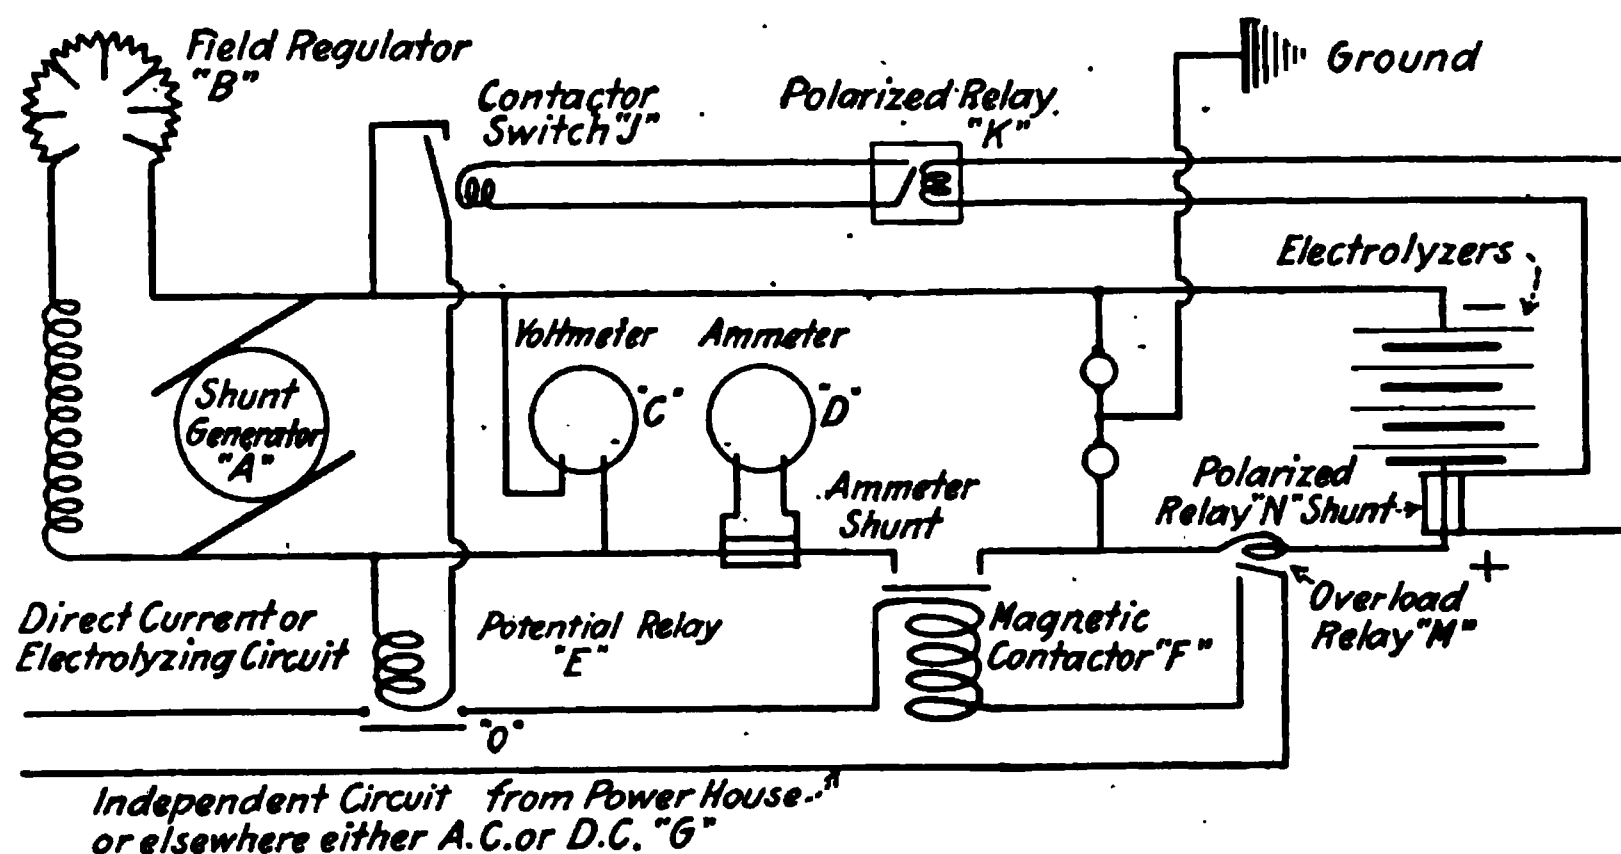 Field Regulator
"B"
Contactor
Switch "J"
Polarized Relay
"K"
Ground
Electrolyzers
−
Voltmeter
"C"
Ammeter
"D"
Shunt
Generator
"A"
Ammeter
Shunt
Polarized
Relay "N" Shunt
+
Overload
Relay "M"
Direct Current or
Electrolyzing Circuit
Potential Relay
"E"
Magnetic
Contactor "F"
"O"
Independent Circuit from Power House
or elsewhere either A.C. or D.C. "G"